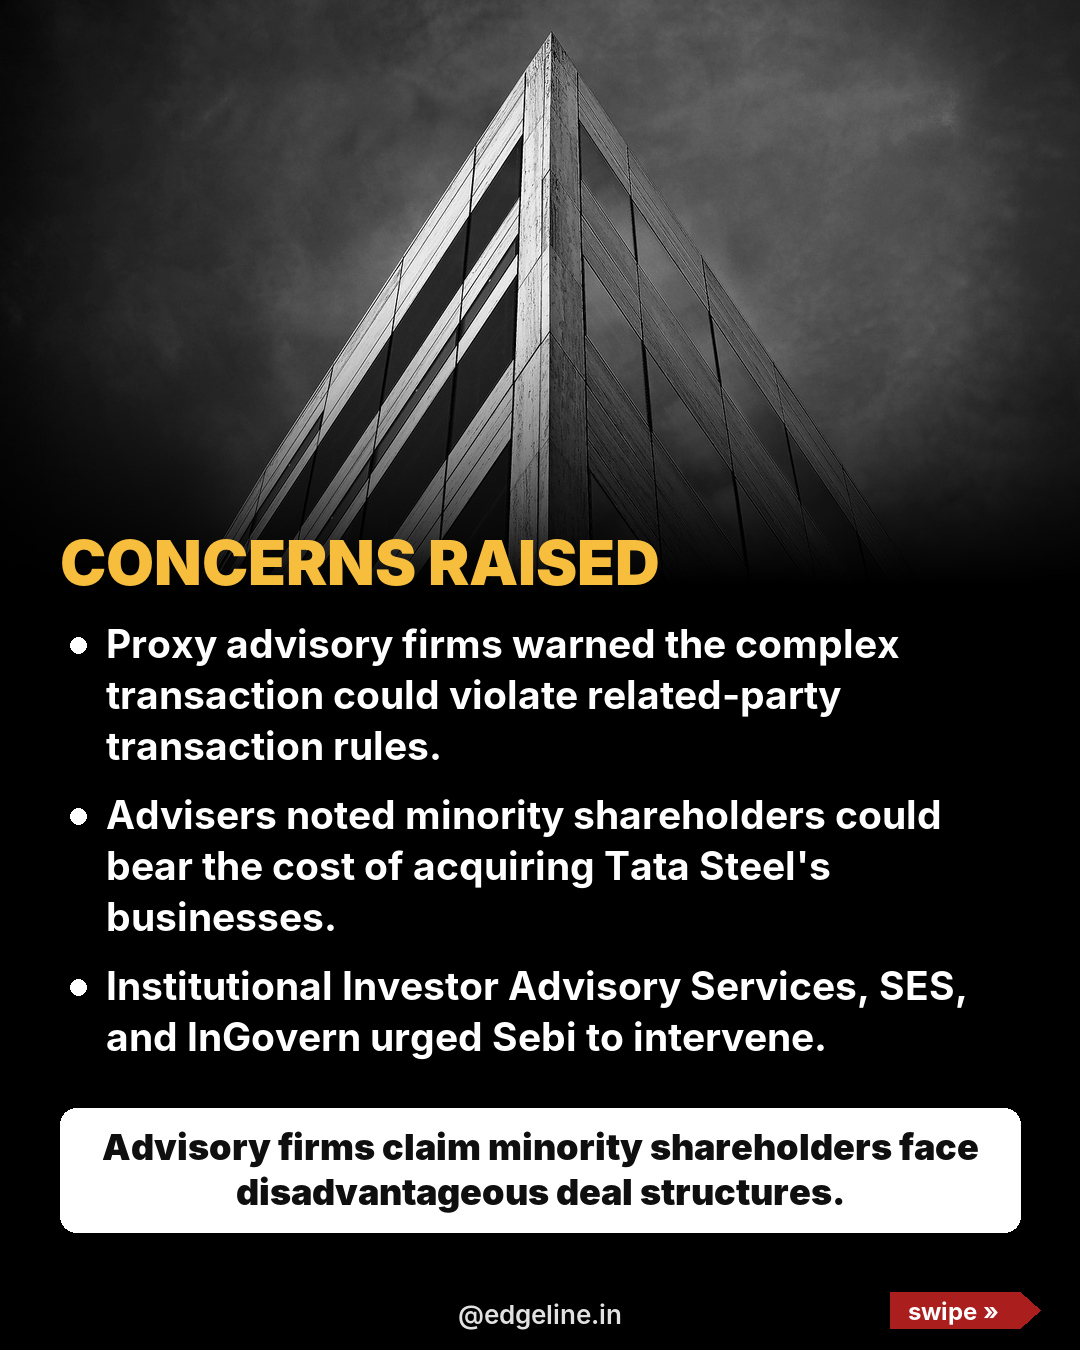 CONCERNS RAISED
Proxy advisory firms warned the complex
transaction could violate related-party
transaction rules.
Advisers noted minority shareholders could
bear the cost of acquiring Tata Steel's
businesses.
Institutional Investor Advisory Services, SES,
and InGovern urged Sebi to intervene.
Advisory firms claim minority shareholders face
disadvantageous deal structures.
@edgeline.in
swipe »